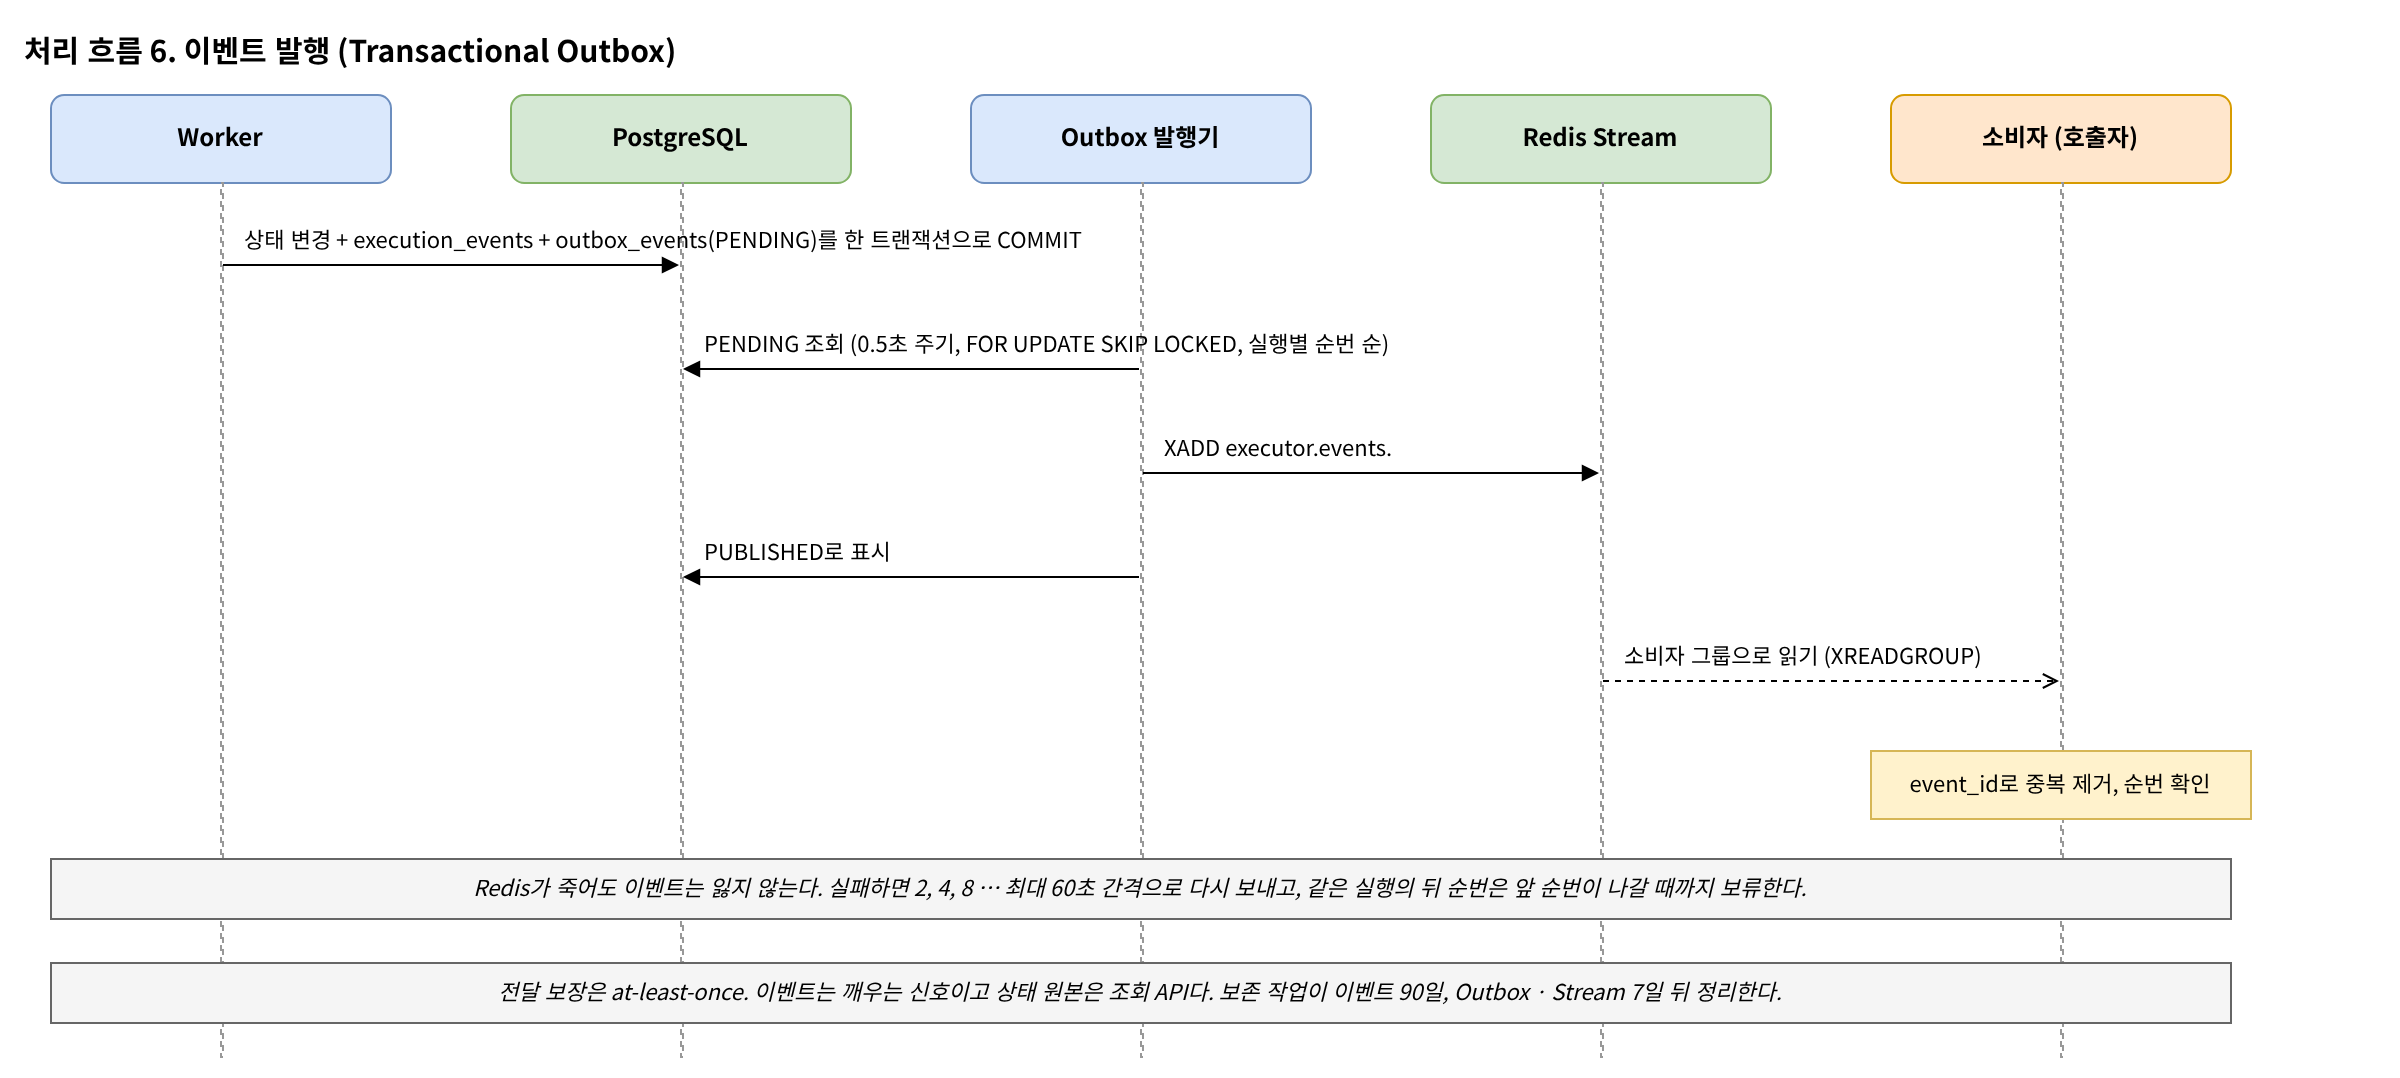 처리 흐름 6. 이벤트 발행 (Transactional Outbox)
Worker
PostgreSQL
Outbox 발행기
Redis Stream
소비자 (호출자)
상태 변경 + execution_events + outbox_events(PENDING)를 한 트랜잭션으로 COMMIT
PENDING 조회 (0.5초 주기, FOR UPDATE SKIP LOCKED, 실행별 순번 순)
XADD executor.events.
PUBLISHED로 표시
소비자 그룹으로 읽기 (XREADGROUP)
event_id로 중복 제거, 순번 확인
Redis가 죽어도 이벤트는 잃지 않는다. 실패하면 2, 4, 8 ⋯ 최대 60초 간격으로 다시 보내고, 같은 실행의 뒤 순번은 앞 순번이 나갈 때까지 보류한다.
전달 보장은 at-least-once. 이벤트는 깨우는 신호이고 상태 원본은 조회 API다. 보존 작업이 이벤트 90일, Outbox · Stream 7일 뒤 정리한다.